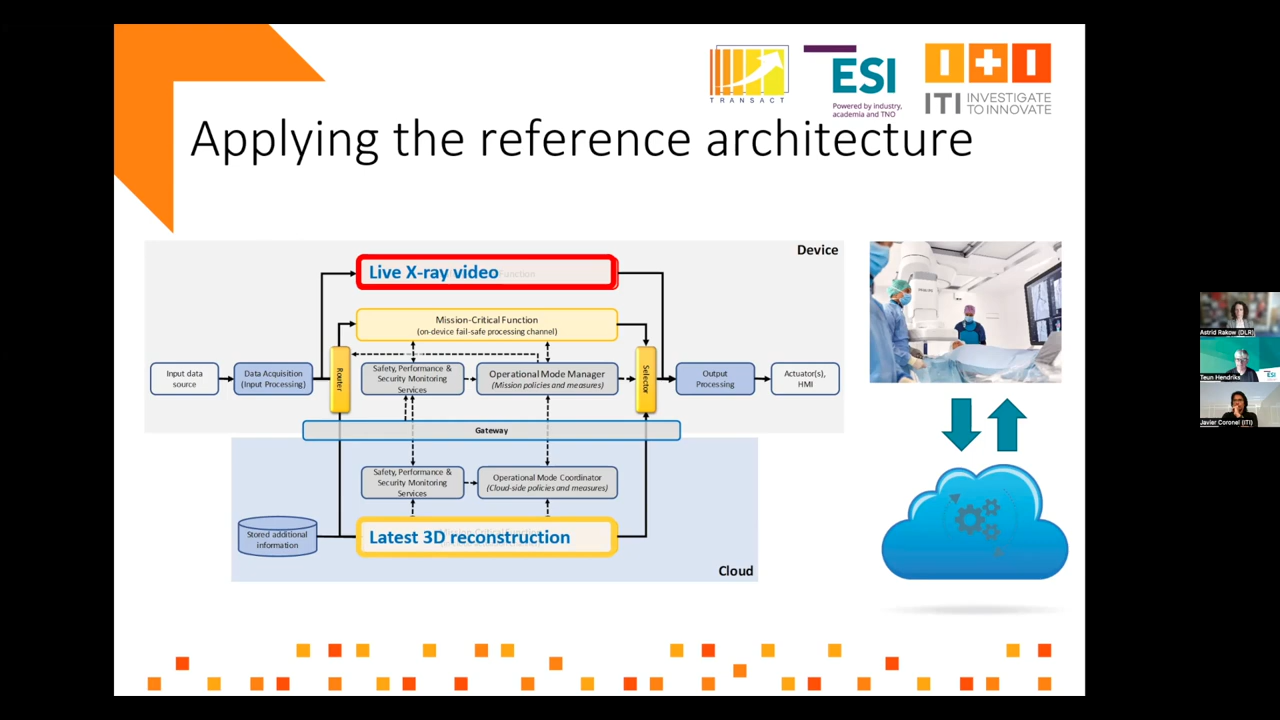 TRANSACT
ESI
Powered by industry,
academia and TNO
ITI INVESTIGATE
TO INNOVATE
Applying the reference architecture
Device
Live X-ray video
Function
Mission-Critical Function
(on-device fail-safe processing channel)
Input data
source
Data Acquisition
(Input Processing)
Router
Safety, Performance &
Security Monitoring
Services
Operational Mode Manager
(Mission policies and measures)
Selector
Output
Processing
Actuator(s),
HMI
Gateway
Safety, Performance &
Security Monitoring
Services
Operational Mode Coordinator
(Cloud-side policies and measures)
Stored additional
information
Latest 3D reconstruction
Cloud
Astrid Rakow (DLR)
Teun Hendriks
ESI
Javier Coronel (ITI)